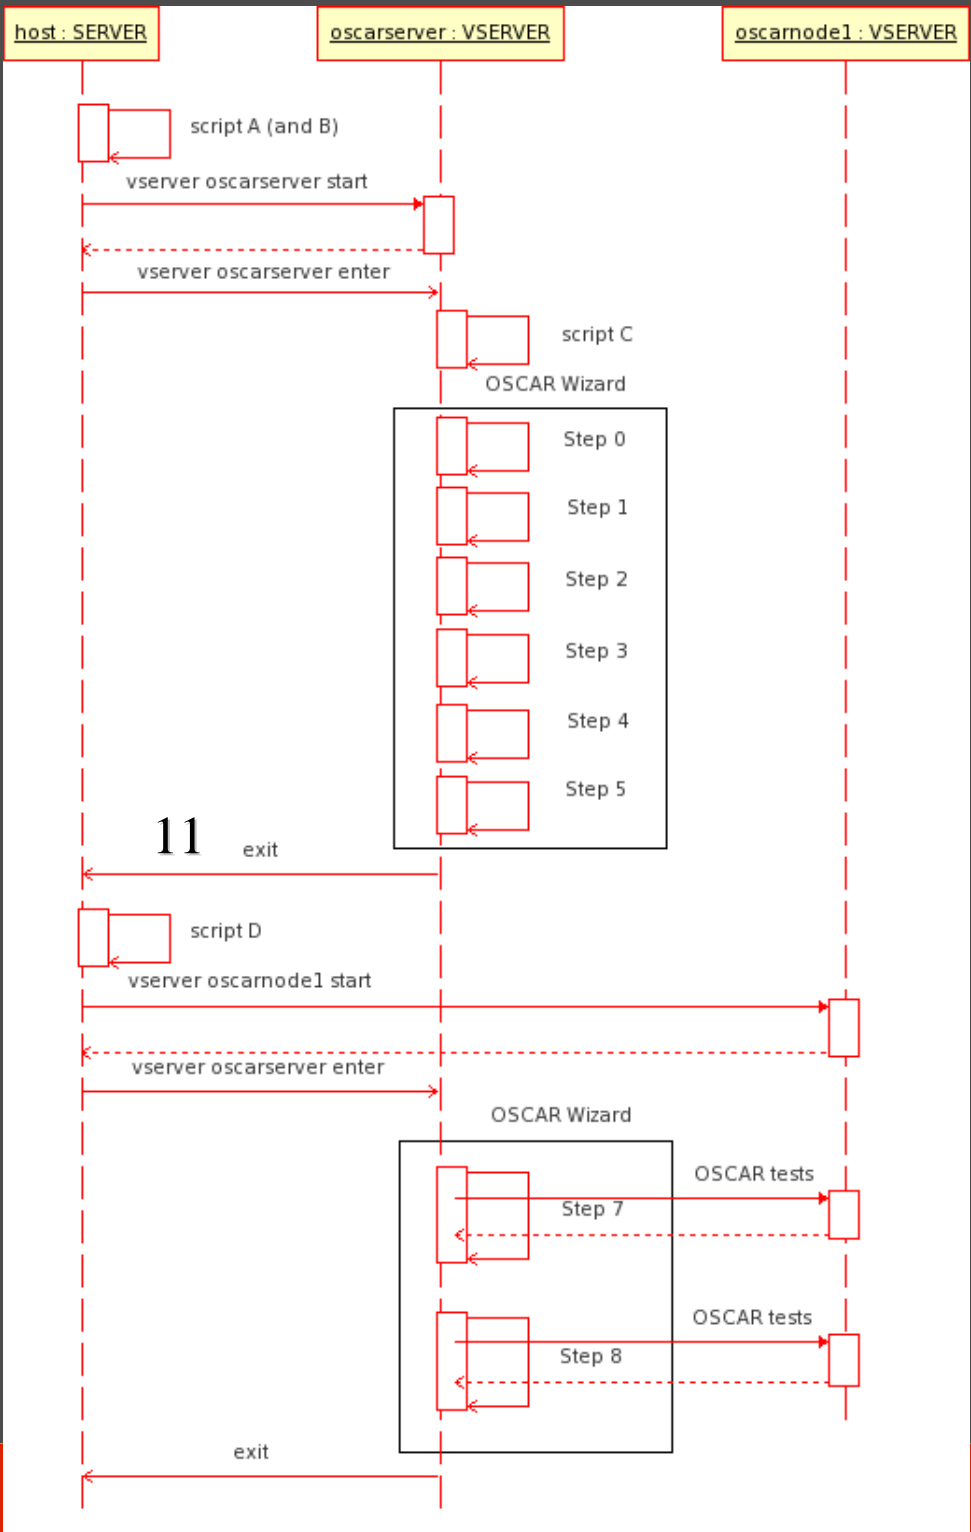 host : SERVER
oscarserver : VSERVER
oscarnode1 : VSERVER
script A (and B)
vserver oscarserver start
vserver oscarserver enter
script C
OSCAR Wizard
Step 0
Step 1
Step 2
Step 3
Step 4
Step 5
11
exit
script D
vserver oscarnode1 start
vserver oscarserver enter
OSCAR Wizard
OSCAR tests
Step 7
OSCAR tests
Step 8
exit